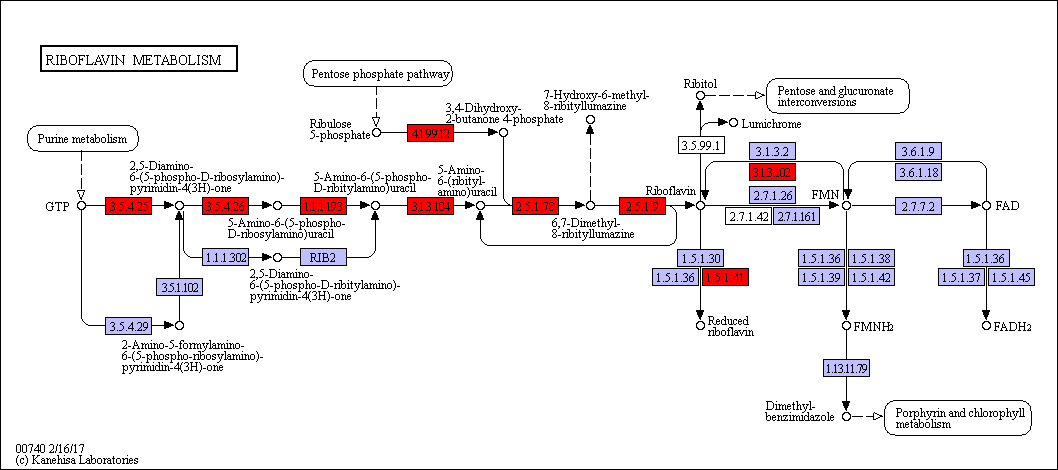 RIBOFLAVIN METABOLISM
Pentose phosphate pathway
Purine metabolism
Ribulose
5-phosphate
4.1.99.12
3,4-Dihydroxy-
2-butanone 4-phosphate
7-Hydroxy-6-methyl-
8-ribityllumazine
Ribitol
Pentose and glucuronate
interconversions
Lumichrome
3.5.99.1
2,5-Diamino-
6-(5-phospho-D-ribosylamino)-
pyrimidin-4(3H)-one
5-Amino-6-(5-phospho-
D-ribitylamino)uracil
5-Amino-
6-(ribityl-
amino)uracil
Riboflavin
3.1.3.2
3.1.3.102
2.7.1.26
2.7.1.42
2.7.1.161
FMN
3.6.1.9
3.6.1.18
2.7.7.2
FAD
GTP
3.5.4.25
3.5.4.26
1.1.1.193
3.1.3.104
2.5.1.78
2.5.1.9
5-Amino-6-(5-phospho-
D-ribosylamino)uracil
6,7-Dimethyl-
8-ribityllumazine
1.1.1.302
RIB2
2,5-Diamino-
6-(5-phospho-D-ribitylamino)-
pyrimidin-4(3H)-one
3.5.1.102
3.5.4.29
2-Amino-5-formylamino-
6-(5-phospho-ribosylamino)-
pyrimidin-4(3H)-one
1.5.1.30
1.5.1.36
1.5.1.41
Reduced
riboflavin
1.5.1.36
1.5.1.38
1.5.1.39
1.5.1.42
FMNH2
1.5.1.36
1.5.1.37
1.5.1.45
FADH2
1.13.11.79
Dimethyl-
benzimidazole
Porphyrin and chlorophyll
metabolism
00740 2/16/17
(c) Kanehisa Laboratories